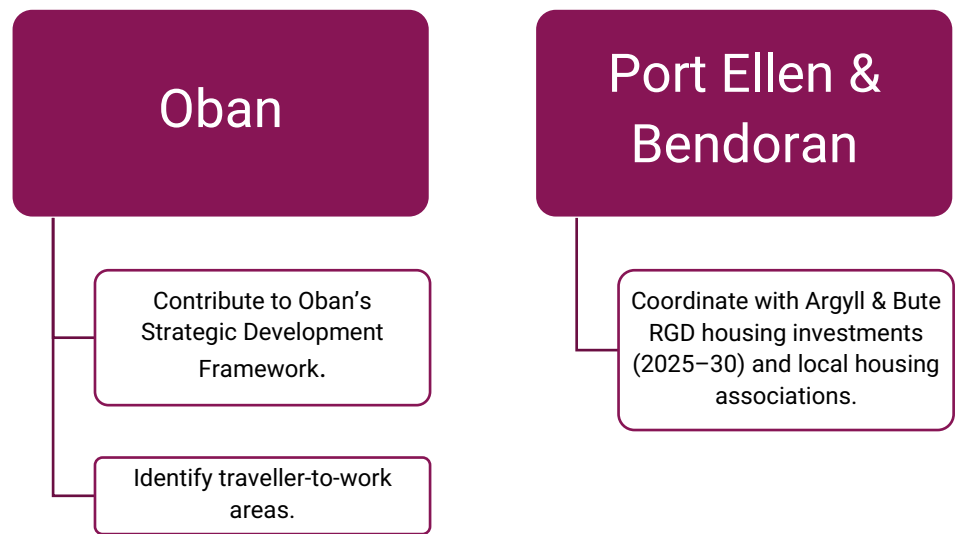 Oban
Contribute to Oban’s
Strategic Development
Framework.
Identify traveller-to-work
areas.
Port Ellen &
Bendoran
Coordinate with Argyll & Bute
RGD housing investments
(2025–30) and local housing
associations.